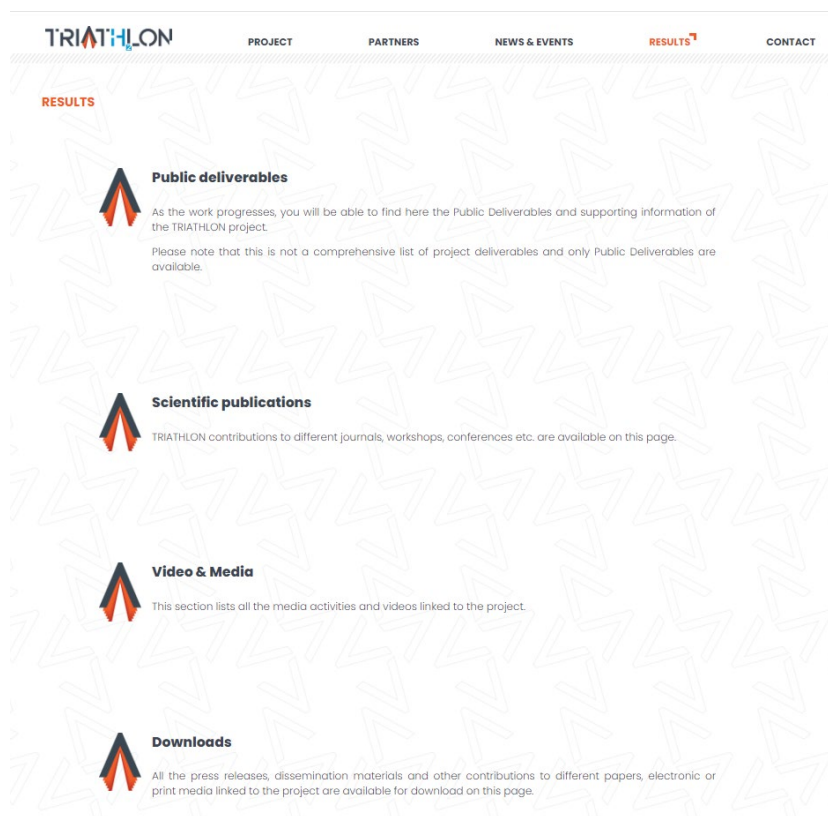 TRIATHLON
H2
PROJECT
PARTNERS
NEWS & EVENTS
RESULTS
CONTACT
RESULTS
Public deliverables
As the work progresses, you will be able to find here the Public Deliverables and supporting information of
the TRIATHLON project.
Please note that this is not a comprehensive list of project deliverables and only Public Deliverables are
available.
Scientific publications
TRIATHLON contributions to different journals, workshops, conferences etc. are available on this page.
Video & Media
This section lists all the media activities and videos linked to the project.
Downloads
All the press releases, dissemination materials and other contributions to different papers, electronic or
print media linked to the project are available for download on this page.